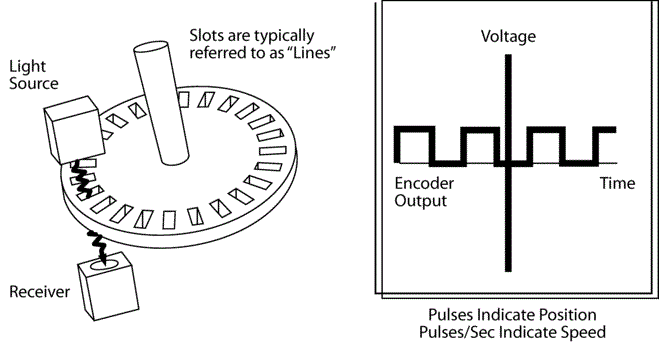 Slots are typically
referred to as “Lines”
Light
Source
Receiver
Voltage
Encoder
Output
Time
Pulses Indicate Position
Pulses/Sec Indicate Speed